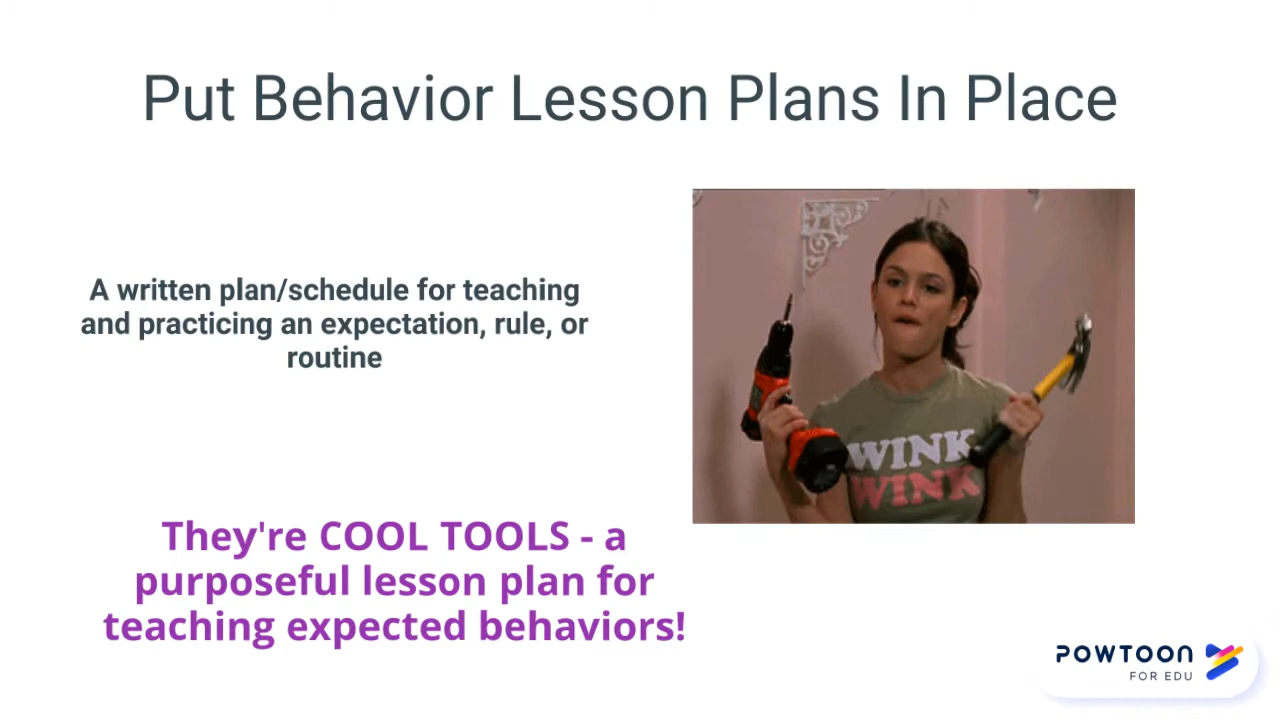 Put Behavior Lesson Plans In Place
A written plan/schedule for teaching
and practicing an expectation, rule, or
routine
WINK
WINK
They're COOL TOOLS - a
purposeful lesson plan for
teaching expected behaviors!
POWTOON
FOR EDU